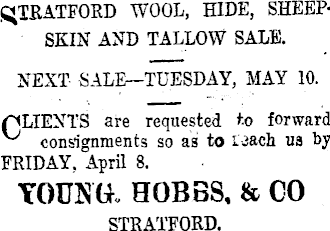 STRATFORD WOOL, HIDE, SHEEP-
SKIN AND TALLOW SALE.
NEXT SALE—TUESDAY, MAY 10.
CLIENTS are requested to forward
consignments so as to reach us by
FRIDAY, April 8.
YOUNG, HOBBS, & CO
STRATFORD.